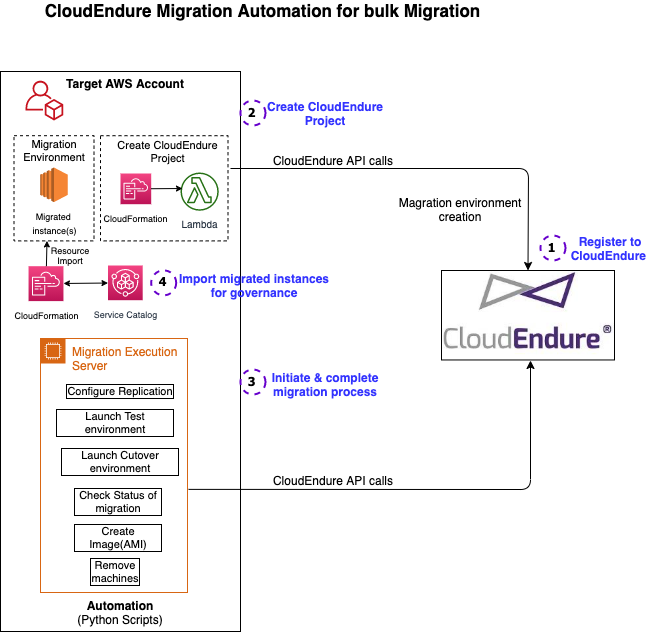 CloudEndure Migration Automation for bulk Migration
Target AWS Account
2
Create CloudEndure
Project
Migration
Environment
Migrated
instance(s)
Create CloudEndure
Project
CloudFormation
Lambda
CloudEndure API calls
Magration environment
creation
1
Register to
CloudEndure
Resource
Import
CloudFormation
Service Catalog
4
Import migrated instances
for governance
CloudEndure®
Migration Execution
Server
3
Initiate & complete
migration process
Configure Replication
Launch Test
environment
Launch Cutover
environment
Check Status of
migration
CloudEndure API calls
Create
Image(AMI)
Remove
machines
Automation
(Python Scripts)